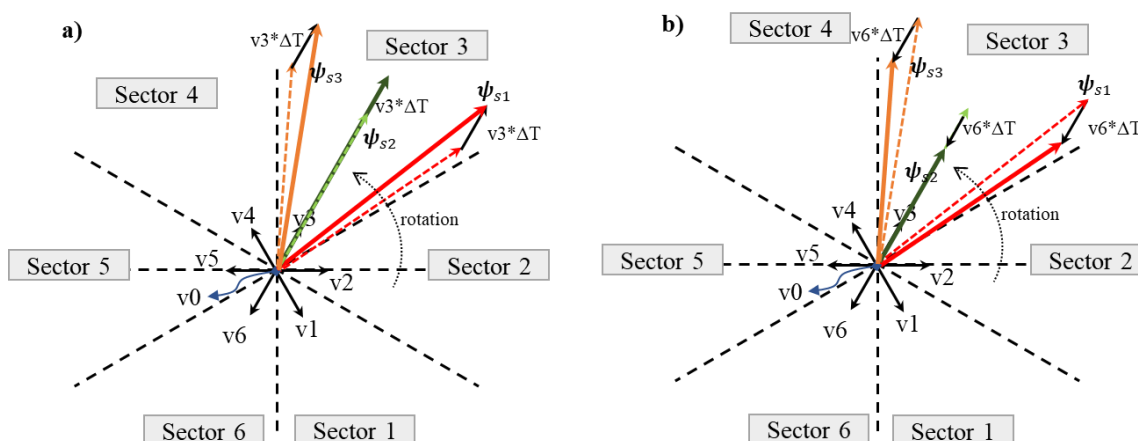 a)
Sector 4
Sector 3
v3*ΔT
ψs3
v3*ΔT
ψs2
ψs1
v3*ΔT
rotation
v4
v3
v5
v2
v0
v6
v1
Sector 5
Sector 2
Sector 6
Sector 1
b)
Sector 4
Sector 3
v6*ΔT
ψs3
v6*ΔT
ψs2
ψs1
v6*ΔT
rotation
v4
v3
v5
v2
v0
v6
v1
Sector 5
Sector 2
Sector 6
Sector 1